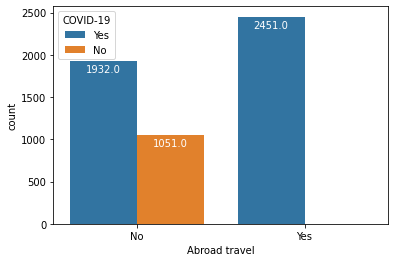 COVID-19
Yes
No
2500
2000
1500
1000
500
0
count
1932.0
1051.0
2451.0
No
Yes
Abroad travel